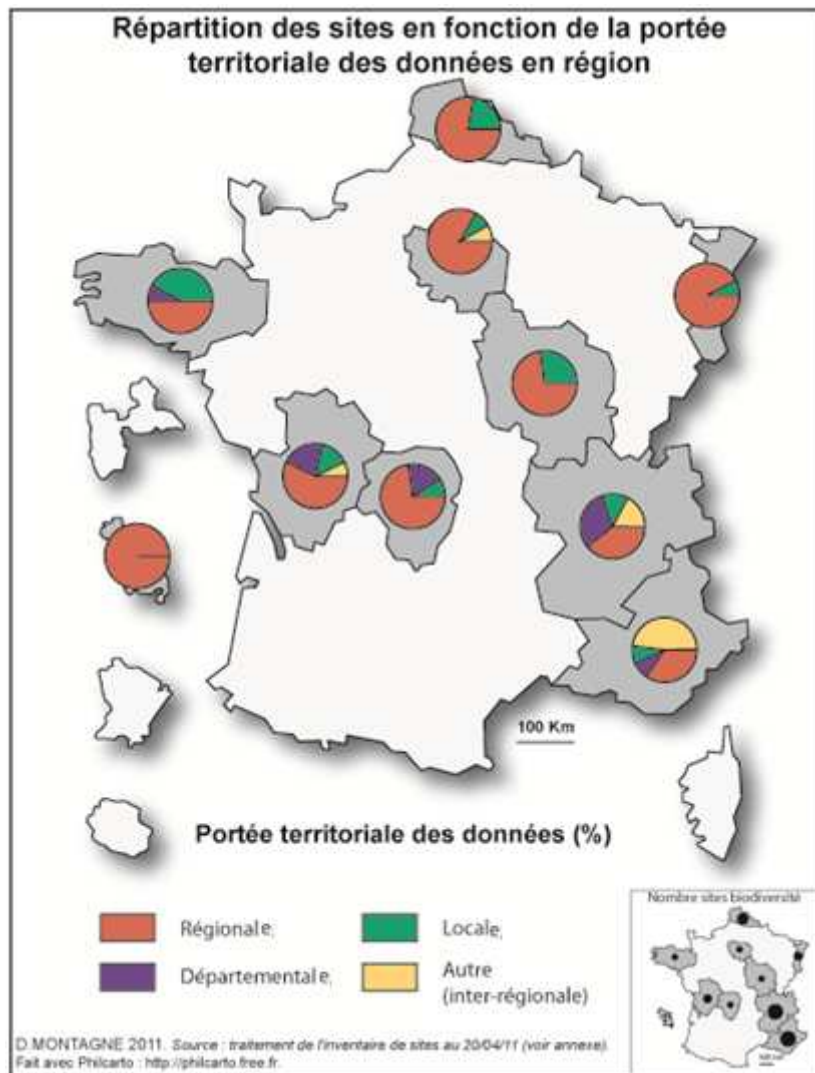 Répartition des sites en fonction de la portée
territoriale des données en région
100 Km
Portée territoriale des données (%)
Régionale;
Locale;
Départementale;
Autre
(inter-régionale)
Nombre sites biodiversité
D.MONTAGNE 2011. Source : traitement de l'inventaire de sites au 20/04/11 (voir annexe).
Fait avec Philcarto : http://philcarto.free.fr.